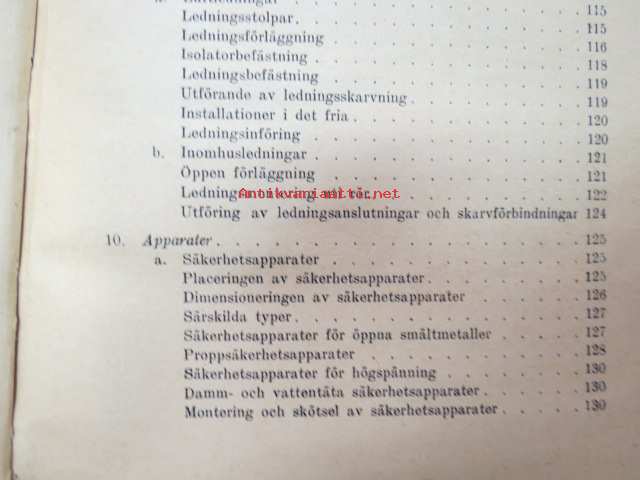 115
Ledningsstolpar . . . . . . . . . . 115
Ledningsförläggning . . . . . . . . 116
Isolatorbefästning . . . . . . . . . 118
Ledningsbefästning . . . . . . . . . 119
Utförande av ledningsskarvning . . . . . . 119
Installationer i det fria . . . . . . . . 120
Ledningsinföring . . . . . . . . . . 120
b. Inomhusledningar . . . . . . . . . . 121
Öppen förläggning . . . . . . . . . 121
122
Antikvariaatti.net
Utföring av ledningsanslutningar och skarvförbindningar 124
10. Apparater . . . . . . . . . . . . . 125
a. Säkerhetsapparater . . . . . . . . . 125
Placeringen av säkerhetsapparater . . . . . . 125
Dimensioneringen av säkerhetsapparater . . . . . 126
Särskilda typer . . . . . . . . . . . 127
Säkerhetsapparater för öppna smältmetaller . . . . 127
Proppsäkerhetsapparater . . . . . . . . 128
Säkerhetsapparater för högspänning . . . . . . 130
Damm- och vattentäta säkerhetsapparater . . . . . 130
Montering och skötsel av säkerhetsapparater . . . . 130